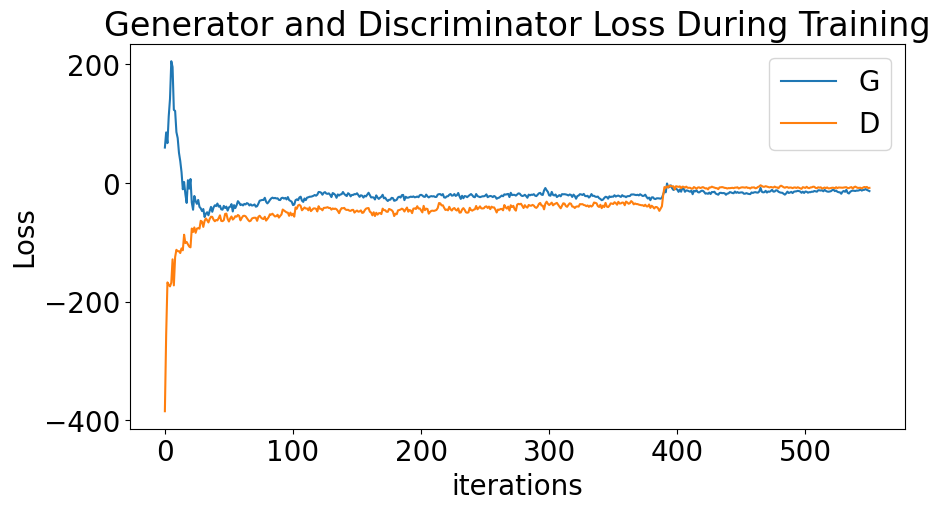 Generator and Discriminator Loss During Training
200
0
−200
−400
Loss
G
D
0 100 200 300 400 500
iterations